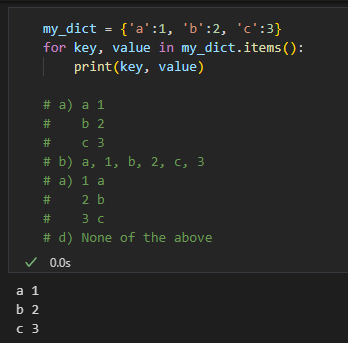 my_dict = {'a':1, 'b':2, 'c':3}
for key, value in my_dict.items():
    print(key, value)

# a) a 1
#    b 2
#    c 3
# b) a, 1, b, 2, c, 3
# a) 1 a
#    2 b
#    3 c
# d) None of the above
✓ 0.0s
a 1
b 2
c 3